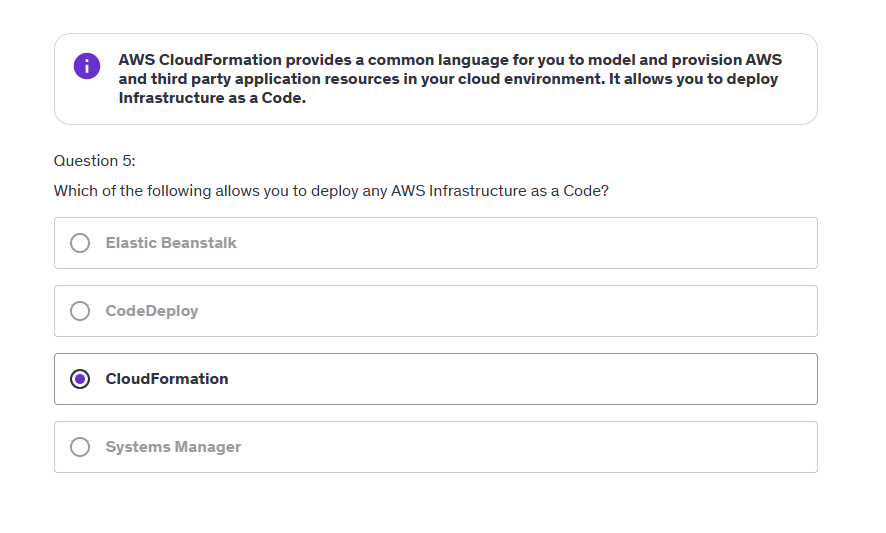 AWS CloudFormation provides a common language for you to model and provision AWS
and third party application resources in your cloud environment. It allows you to deploy
Infrastructure as a Code.
Question 5:
Which of the following allows you to deploy any AWS Infrastructure as a Code?
Elastic Beanstalk
CodeDeploy
CloudFormation
Systems Manager